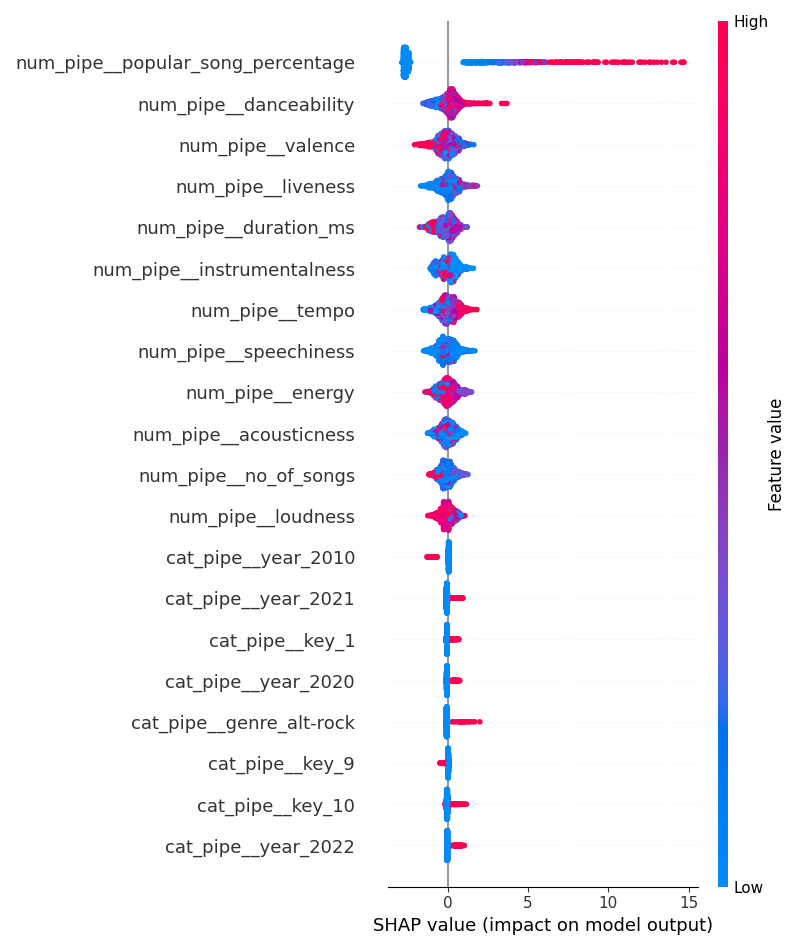 High
num_pipe__popular_song_percentage
num_pipe__danceability
num_pipe__valence
num_pipe__liveness
num_pipe__duration_ms
num_pipe__instrumentalness
num_pipe__tempo
num_pipe__speechiness
num_pipe__energy
num_pipe__acousticness
num_pipe__no_of_songs
num_pipe__loudness
cat_pipe__year_2010
cat_pipe__year_2021
cat_pipe__key_1
cat_pipe__year_2020
cat_pipe__genre_alt-rock
cat_pipe__key_9
cat_pipe__key_10
cat_pipe__year_2022
Feature value
Low
0 5 10 15
SHAP value (impact on model output)